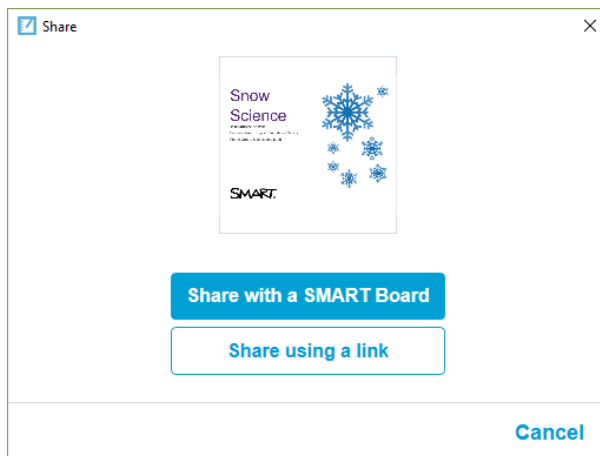 Share
Snow
Science
SMART
Share with a SMART Board
Share using a link
Cancel